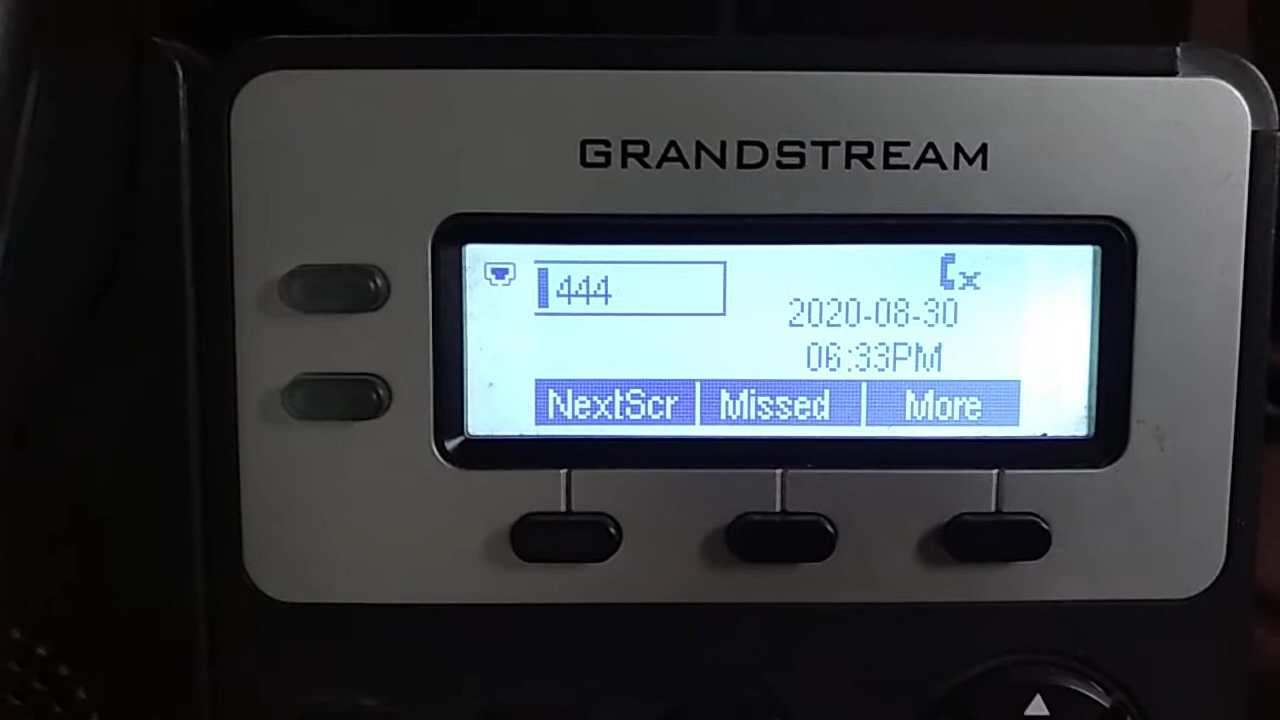 GRANDSTREAM
444
2020-08-30
06:33PM
NextScr Missed More